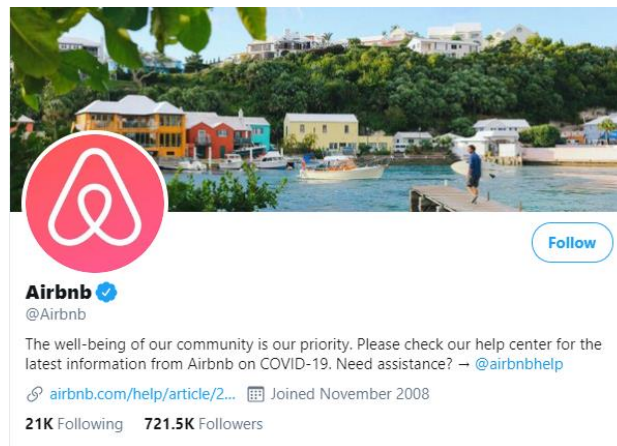 Follow
Airbnb
@Airbnb
The well-being of our community is our priority. Please check our help center for the
latest information from Airbnb on COVID-19. Need assistance? → @airbnbhelp
airbnb.com/help/article/2... Joined November 2008
21K Following 721.5K Followers